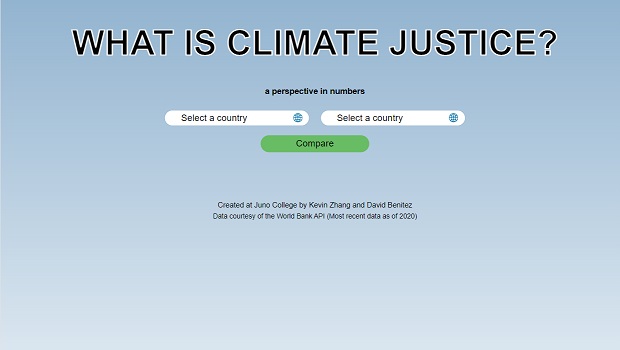 WHAT IS CLIMATE JUSTICE?
a perspective in numbers
Select a country Select a country
Compare
Created at Juno College by Kevin Zhang and David Benitez
Data courtesy of the World Bank API (Most recent data as of 2020)